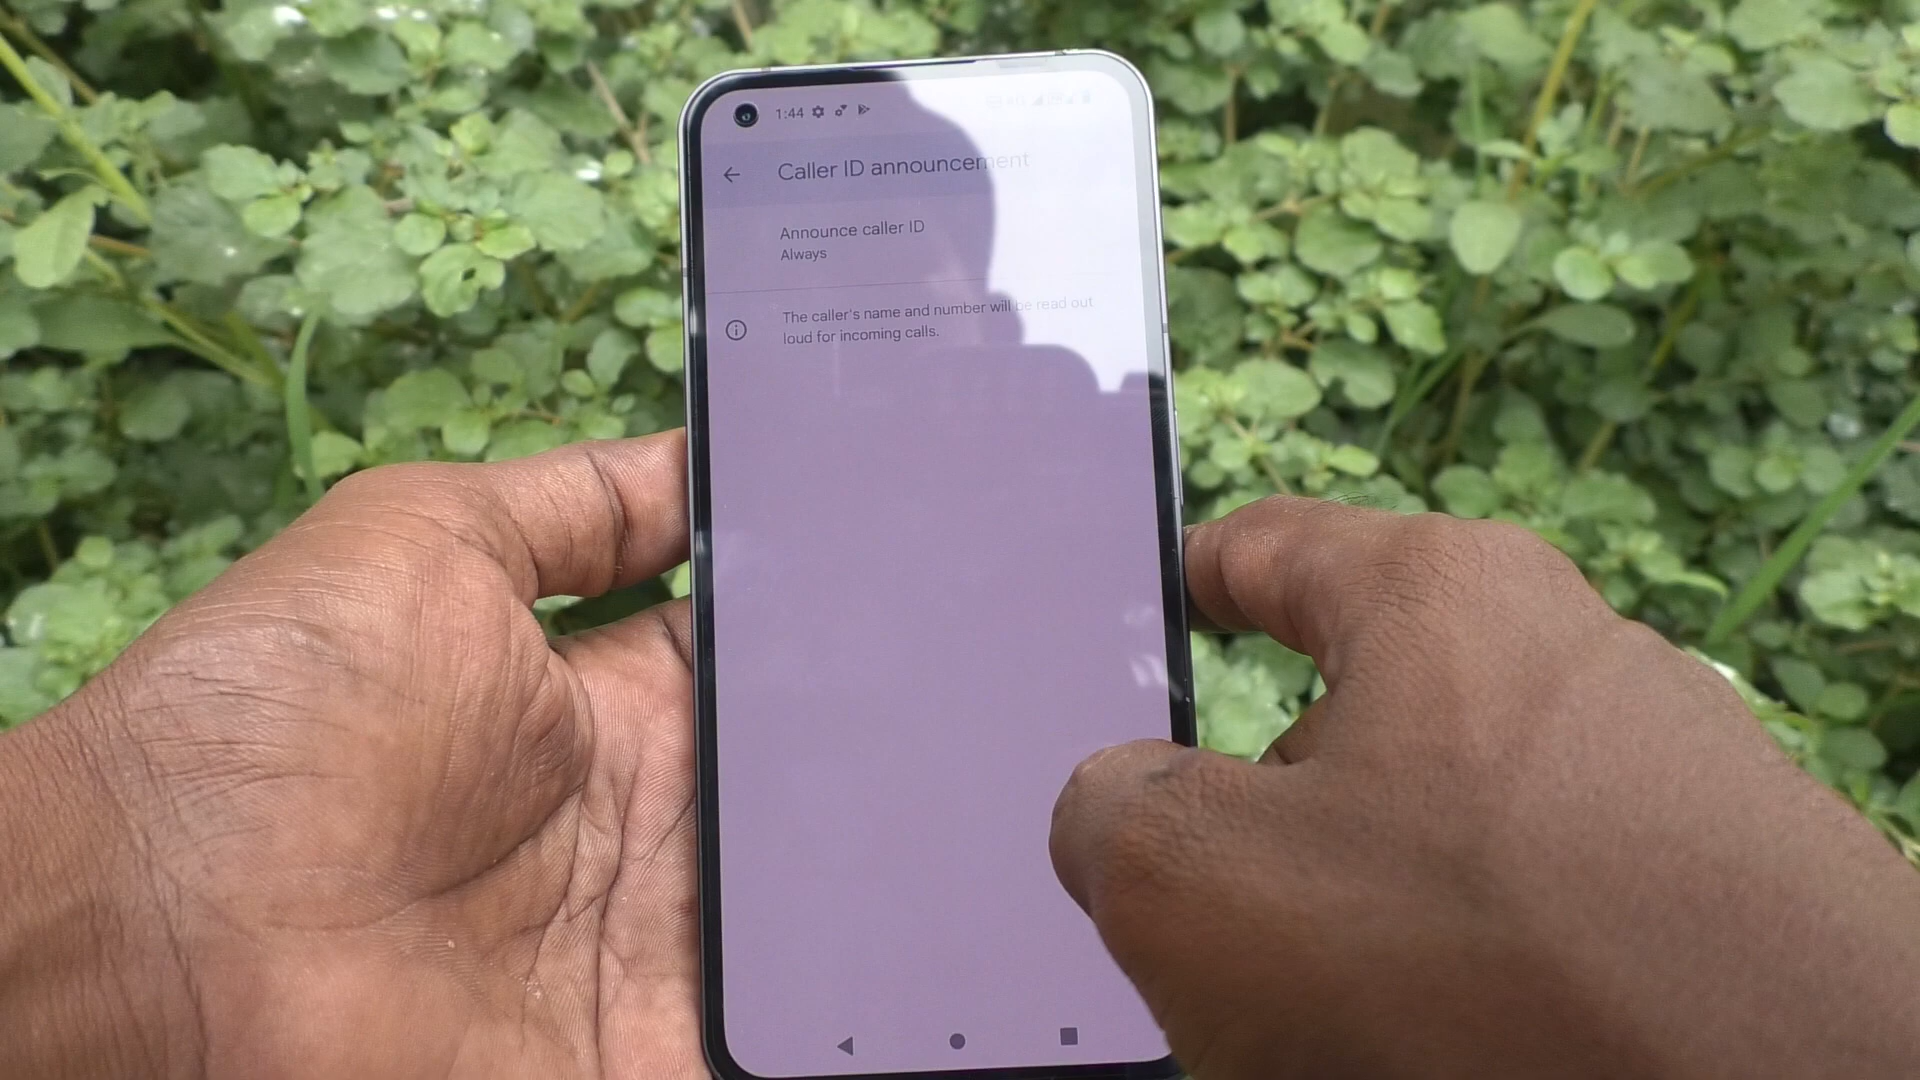 1:44
Caller ID announcement
Announce caller ID
Always
The caller's name and number will be read out
loud for incoming calls.